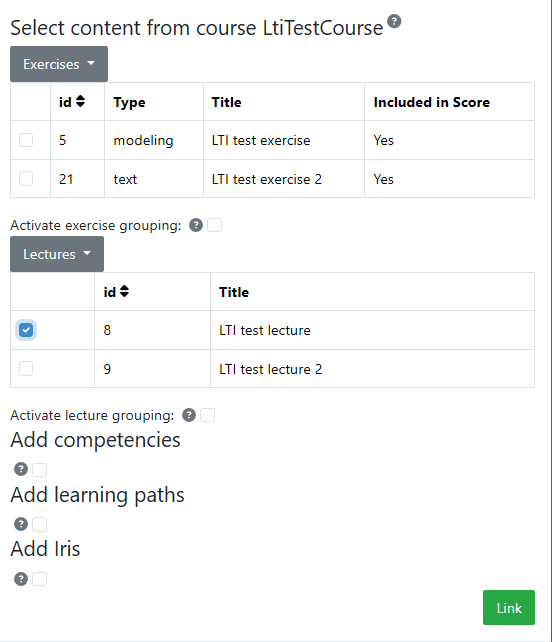 Select content from course LtiTestCourse ?
Exercises
id Type Title Included in Score
5 modeling LTI test exercise Yes
21 text LTI test exercise 2 Yes
Activate exercise grouping: ?
Lectures
id Title
8 LTI test lecture
9 LTI test lecture 2
Activate lecture grouping: ?
Add competencies
?
Add learning paths
?
Add Iris
?
Link